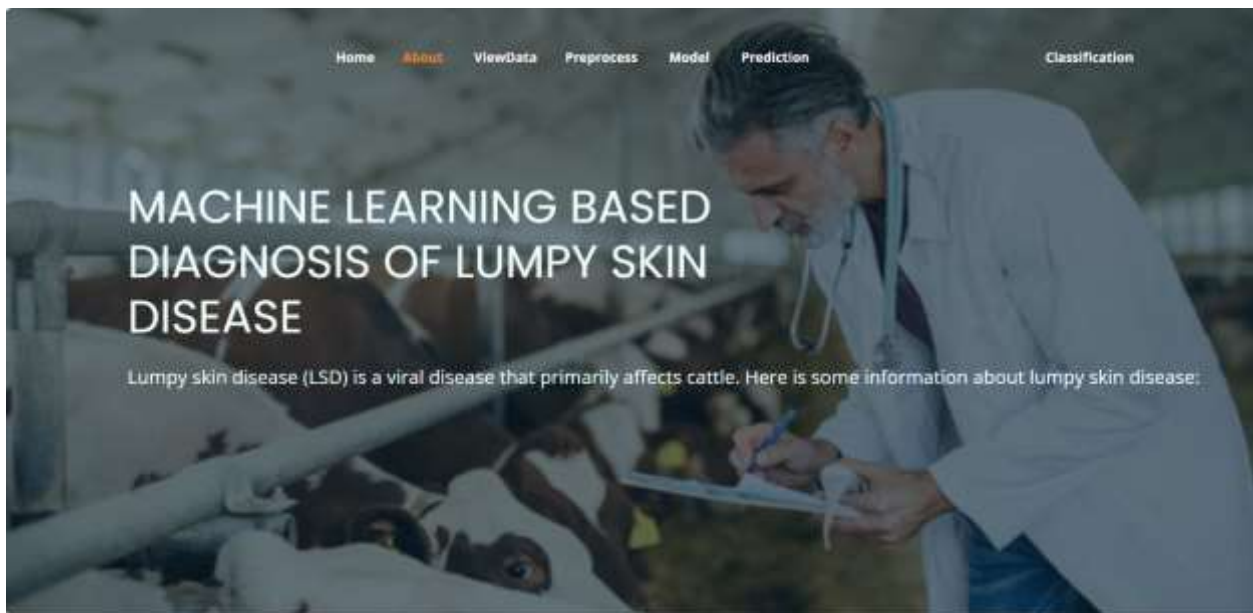 Home About ViewData Preprocess Model Prediction Classification
MACHINE LEARNING BASED
DIAGNOSIS OF LUMPY SKIN
DISEASE
Lumpy skin disease (LSD) is a viral disease that primarily affects cattle. Here is some information about lumpy skin disease: